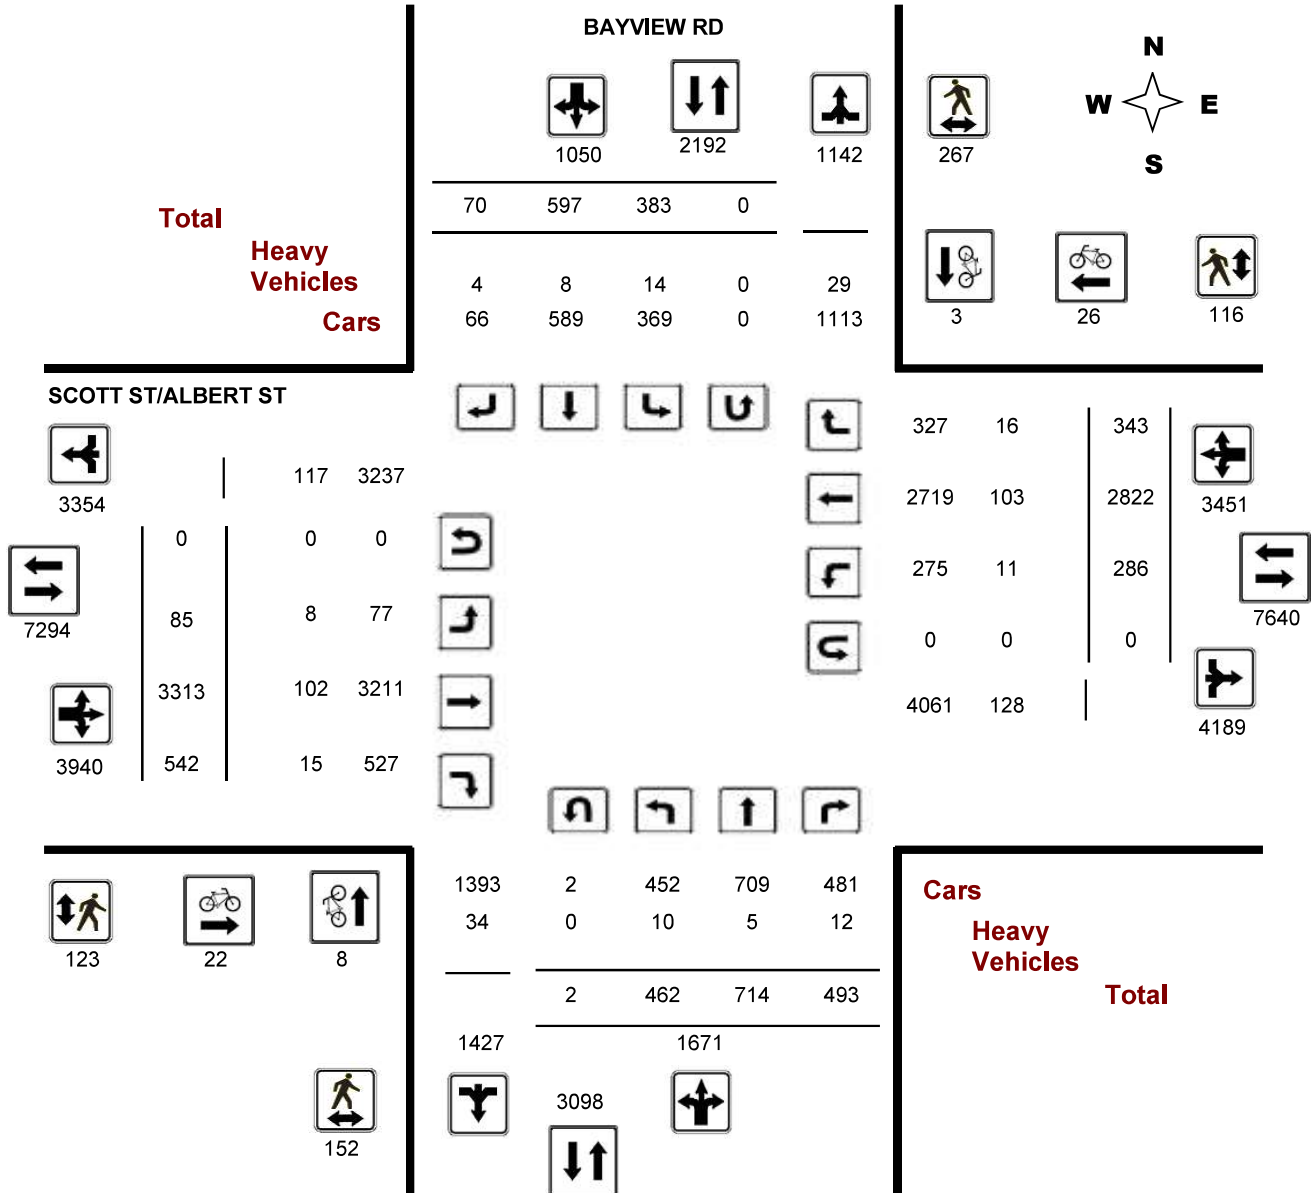 BAYVIEW RD
N
W E
S
1050 2192 1142 267
70 597 383 0
Total
Heavy
Vehicles
4 8 14 0 29
Cars
66 589 369 0 1113
3 26 116
SCOTT ST/ALBERT ST
327 16 343
117 3237
3354
2719 103 2822 3451
0 0 0
275 11 286
85 8 77
7294
7640
0 0 0
3313 102 3211
4061 128
4189
3940 542 15 527
1393 2 452 709 481
Cars
34 0 10 5 12
Heavy
Vehicles
123 22 8
2 462 714 493
Total
1427 1671
3098
152